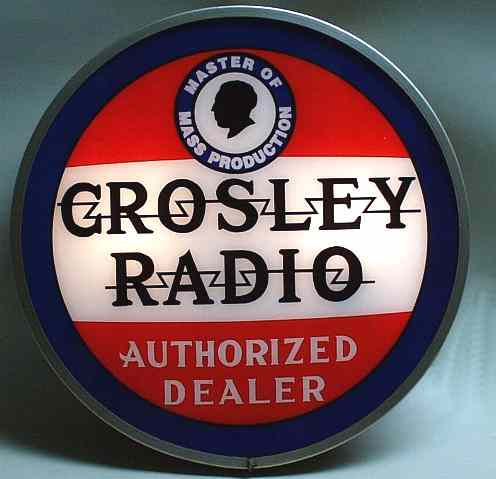 MASTER OF
MASS PRODUCTION
CROSLEY
RADIO
AUTHORIZED
DEALER